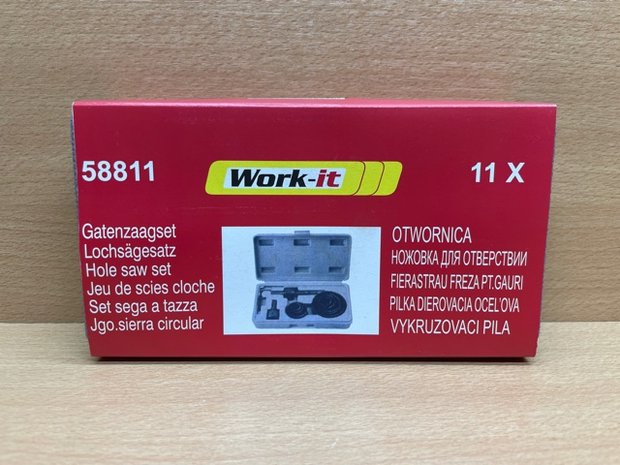 58811
Work-it
11 X
Gatenzaagset
Lochsägesatz
Hole saw set
Jeu de scies cloche
Set sega a tazza
Jgo.sierra circular
OTWORNICA
НОЖОВКА ДЛЯ ОТВЕРСТВИИ
FIERASTRAU FREZA PT.GAURI
PILKA DIEROVACIA OCEL'OVA
VYKRUZOVACI PILA